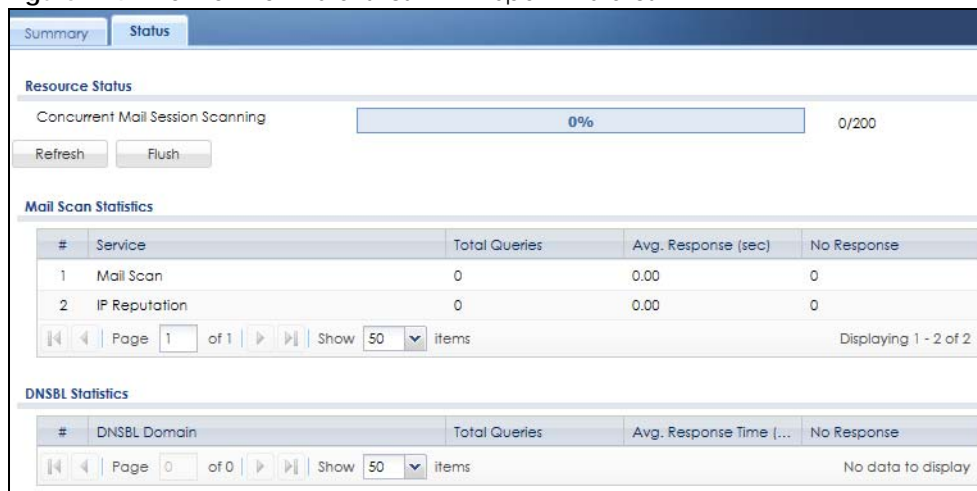 Summary Status
Resource Status
Concurrent Mail Session Scanning 0% 0/200
Refresh Flush
Mail Scan Statistics
# Service Total Queries Avg. Response (sec) No Response
1 Mail Scan 0 0.00 0
2 IP Reputation 0 0.00 0
Page 1 of 1 Show 50 items Displaying 1 - 2 of 2
DNSBL Statistics
# DNSBL Domain Total Queries Avg. Response Time (... No Response
Page 0 of 0 Show 50 items No data to display